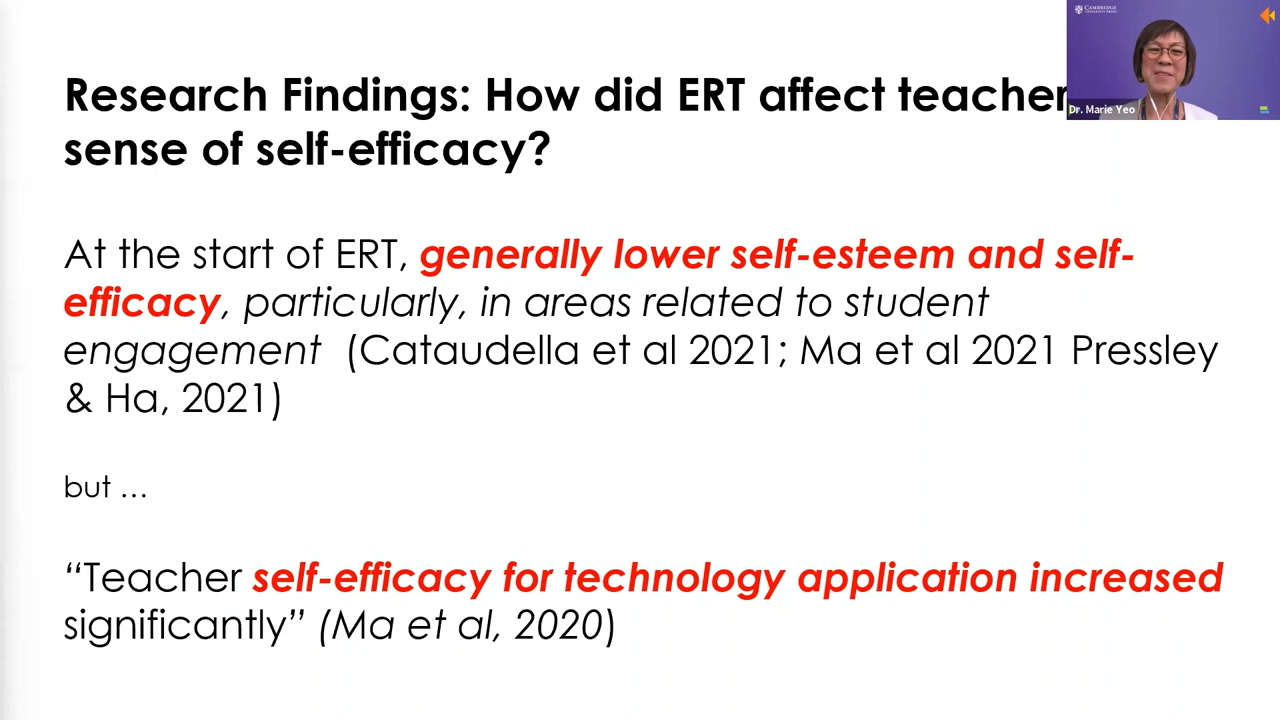 CAMBRIDGE
UNIVERSITY PRESS
Dr. Marie Yeo
Research Findings: How did ERT affect teacher
sense of self-efficacy?
At the start of ERT, generally lower self-esteem and self-
efficacy, particularly, in areas related to student
engagement (Cataudella et al 2021; Ma et al 2021 Pressley
& Ha, 2021)
but …
“Teacher self-efficacy for technology application increased
significantly” (Ma et al, 2020)